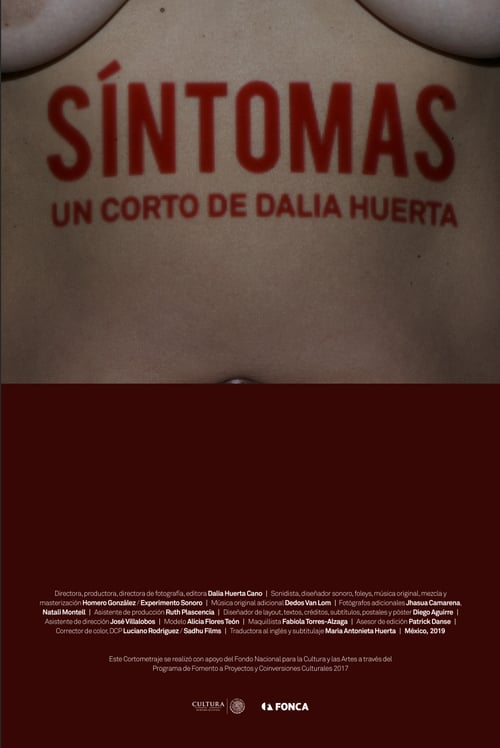 SÍNTOMAS
UN CORTO DE DALIA HUERTA
Directora, productora, directora de fotografía, editora Dalia Huerta Cano | Sonidista, diseñador sonoro, foleys, música original, mezcla y
masterización Homero González / Experimento Sonoro | Música original adicional Dedos Van Lom | Fotógrafos adicionales Jhasua Camarena,
Natali Montell | Asistente de producción Ruth Plascencia | Diseñador de layout, textos, créditos, subtítulos, postales y póster Diego Aguirre |
Asistente de dirección José Villalobos | Modelo Alicia Flores Teón | Maquillista Fabiola Torres-Alzaga | Asesor de edición Patrick Danse |
Corrector de color, DCP Luciano Rodríguez / Sadhu Films | Traductora al inglés y subtitulaje Maria Antonieta Huerta | México, 2019
Este Cortometraje se realizó con apoyo del Fondo Nacional para la Cultura y las Artes a través del
Programa de Fomento a Proyectos y Coinversiones Culturales 2017
CULTURA FONCA